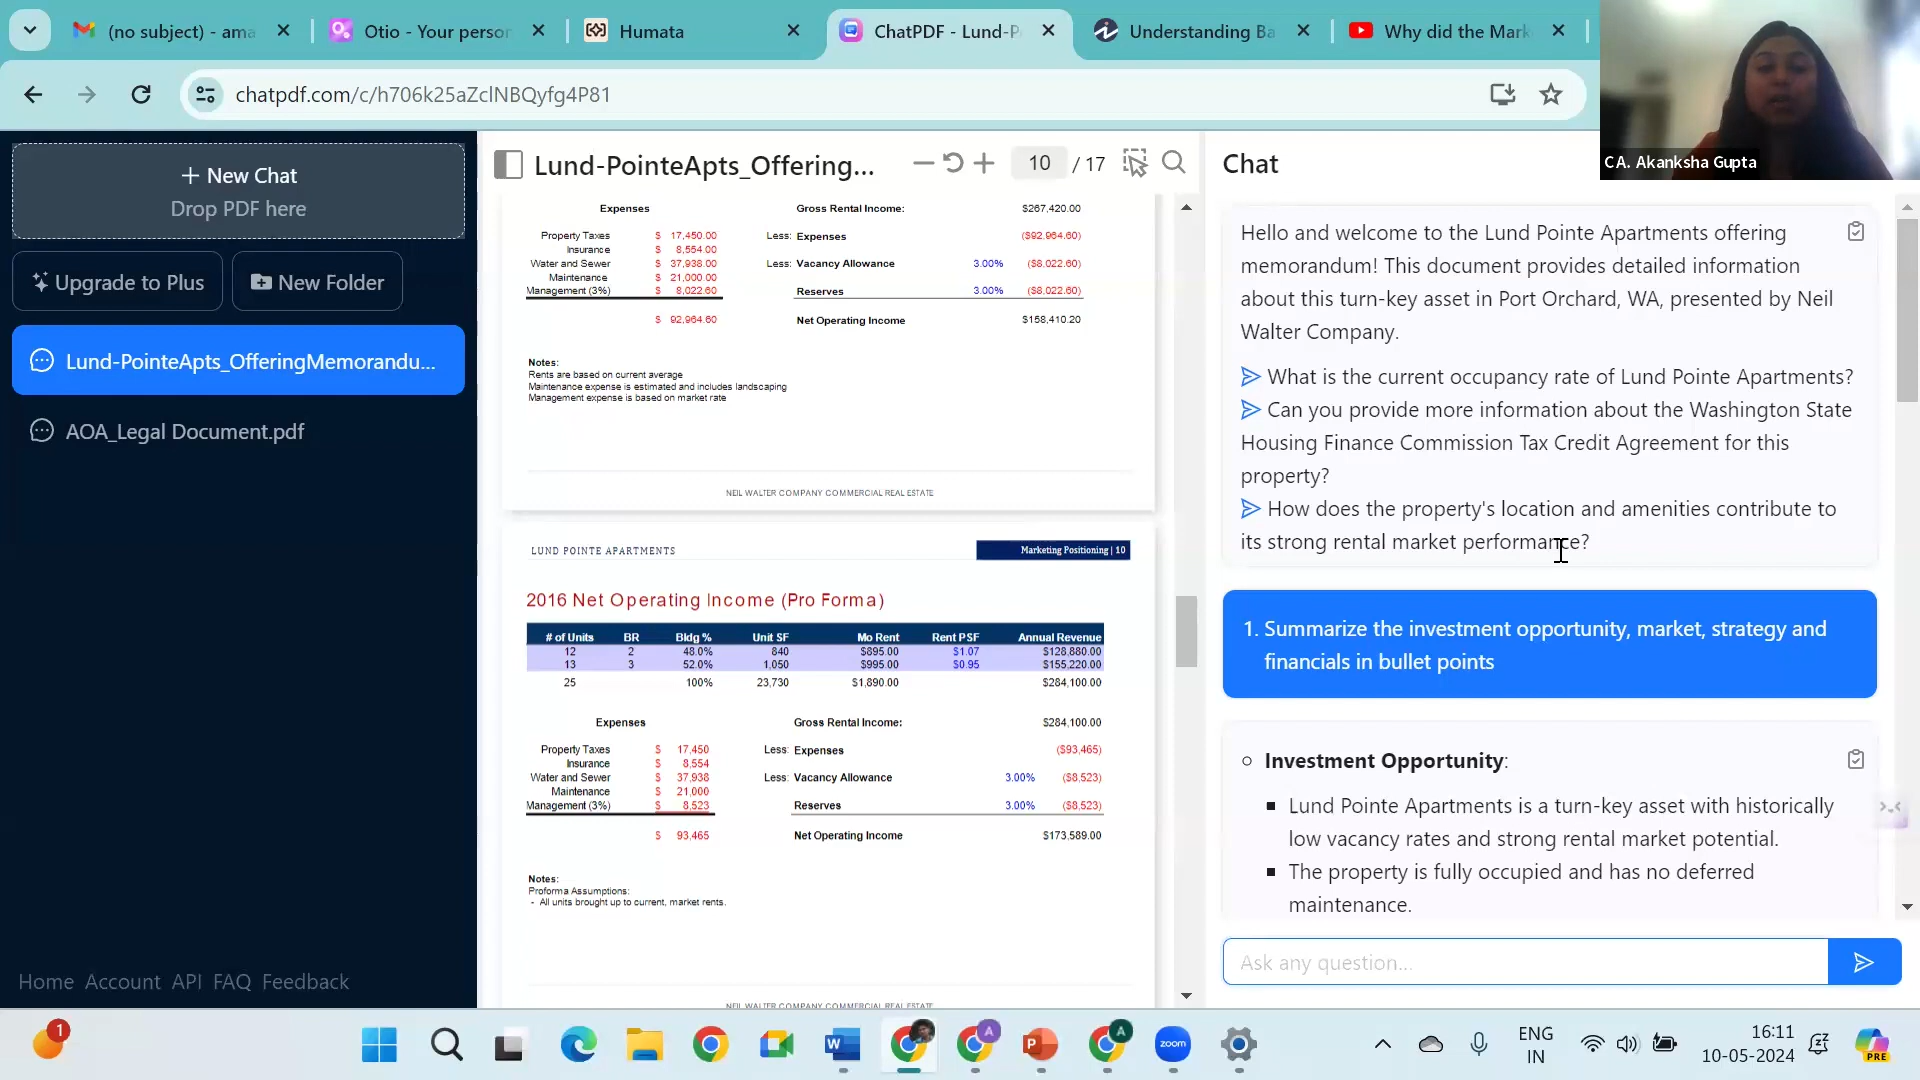 (no subject) - ama
Otio - Your person
Humata
ChatPDF - Lund-P
Understanding Ba
Why did the Mark
chatpdf.com/c/h706k25aZclNBQyfg4P81
CA. Akanksha Gupta
+ New Chat
Drop PDF here
Upgrade to Plus
New Folder
Lund-PointeApts_OfferingMemorandu...
AOA_Legal Document.pdf
Home Account API FAQ Feedback
Lund-PointeApts_Offering...
10 / 17
Expenses Gross Rental Income: $267,420.00
Property Taxes $ 17,450.00 Less: Expenses ($92,964.60)
Insurance $ 8,554.00
Water and Sewer $ 37,938.00 Less: Vacancy Allowance 3.00% ($8,022.60)
Maintenance $ 21,000.00
Management (3%) $ 8,022.60 Reserves 3.00% ($8,022.60)
$ 92,964.60 Net Operating Income $158,410.20
Notes:
Rents are based on current average
Maintenance expense is estimated and includes landscaping
Management expense is based on market rate
NEIL WALTER COMPANY COMMERCIAL REAL ESTATE
LUND POINTE APARTMENTS Marketing Positioning | 10
2016 Net Operating Income (Pro Forma)
# of Units BR Bldg % Unit SF Mo Rent Rent PSF Annual Revenue
12 2 48.0% 840 $895.00 $1.07 $128,880.00
13 3 52.0% 1,050 $995.00 $0.95 $155,220.00
25 100% 23,730 $1,890.00 $284,100.00
Expenses Gross Rental Income: $284,100.00
Property Taxes $ 17,450 Less: Expenses ($93,465)
Insurance $ 8,554
Water and Sewer $ 37,938 Less: Vacancy Allowance 3.00% ($8,523)
Maintenance $ 21,000
Management (3%) $ 8,523 Reserves 3.00% ($8,523)
$ 93,465 Net Operating Income $173,589.00
Notes:
Proforma Assumptions:
- All units brought up to current, market rents.
NEIL WALTER COMPANY COMMERCIAL REAL ESTATE
Chat
Hello and welcome to the Lund Pointe Apartments offering
memorandum! This document provides detailed information
about this turn-key asset in Port Orchard, WA, presented by Neil
Walter Company.
What is the current occupancy rate of Lund Pointe Apartments?
Can you provide more information about the Washington State
Housing Finance Commission Tax Credit Agreement for this
property?
How does the property's location and amenities contribute to
its strong rental market performance?
1. Summarize the investment opportunity, market, strategy and
financials in bullet points
Investment Opportunity:
Lund Pointe Apartments is a turn-key asset with historically
low vacancy rates and strong rental market potential.
The property is fully occupied and has no deferred
maintenance.
Ask any question...
1
W
A
P
A
zoom
ENG
IN
16:11
10-05-2024
PRE